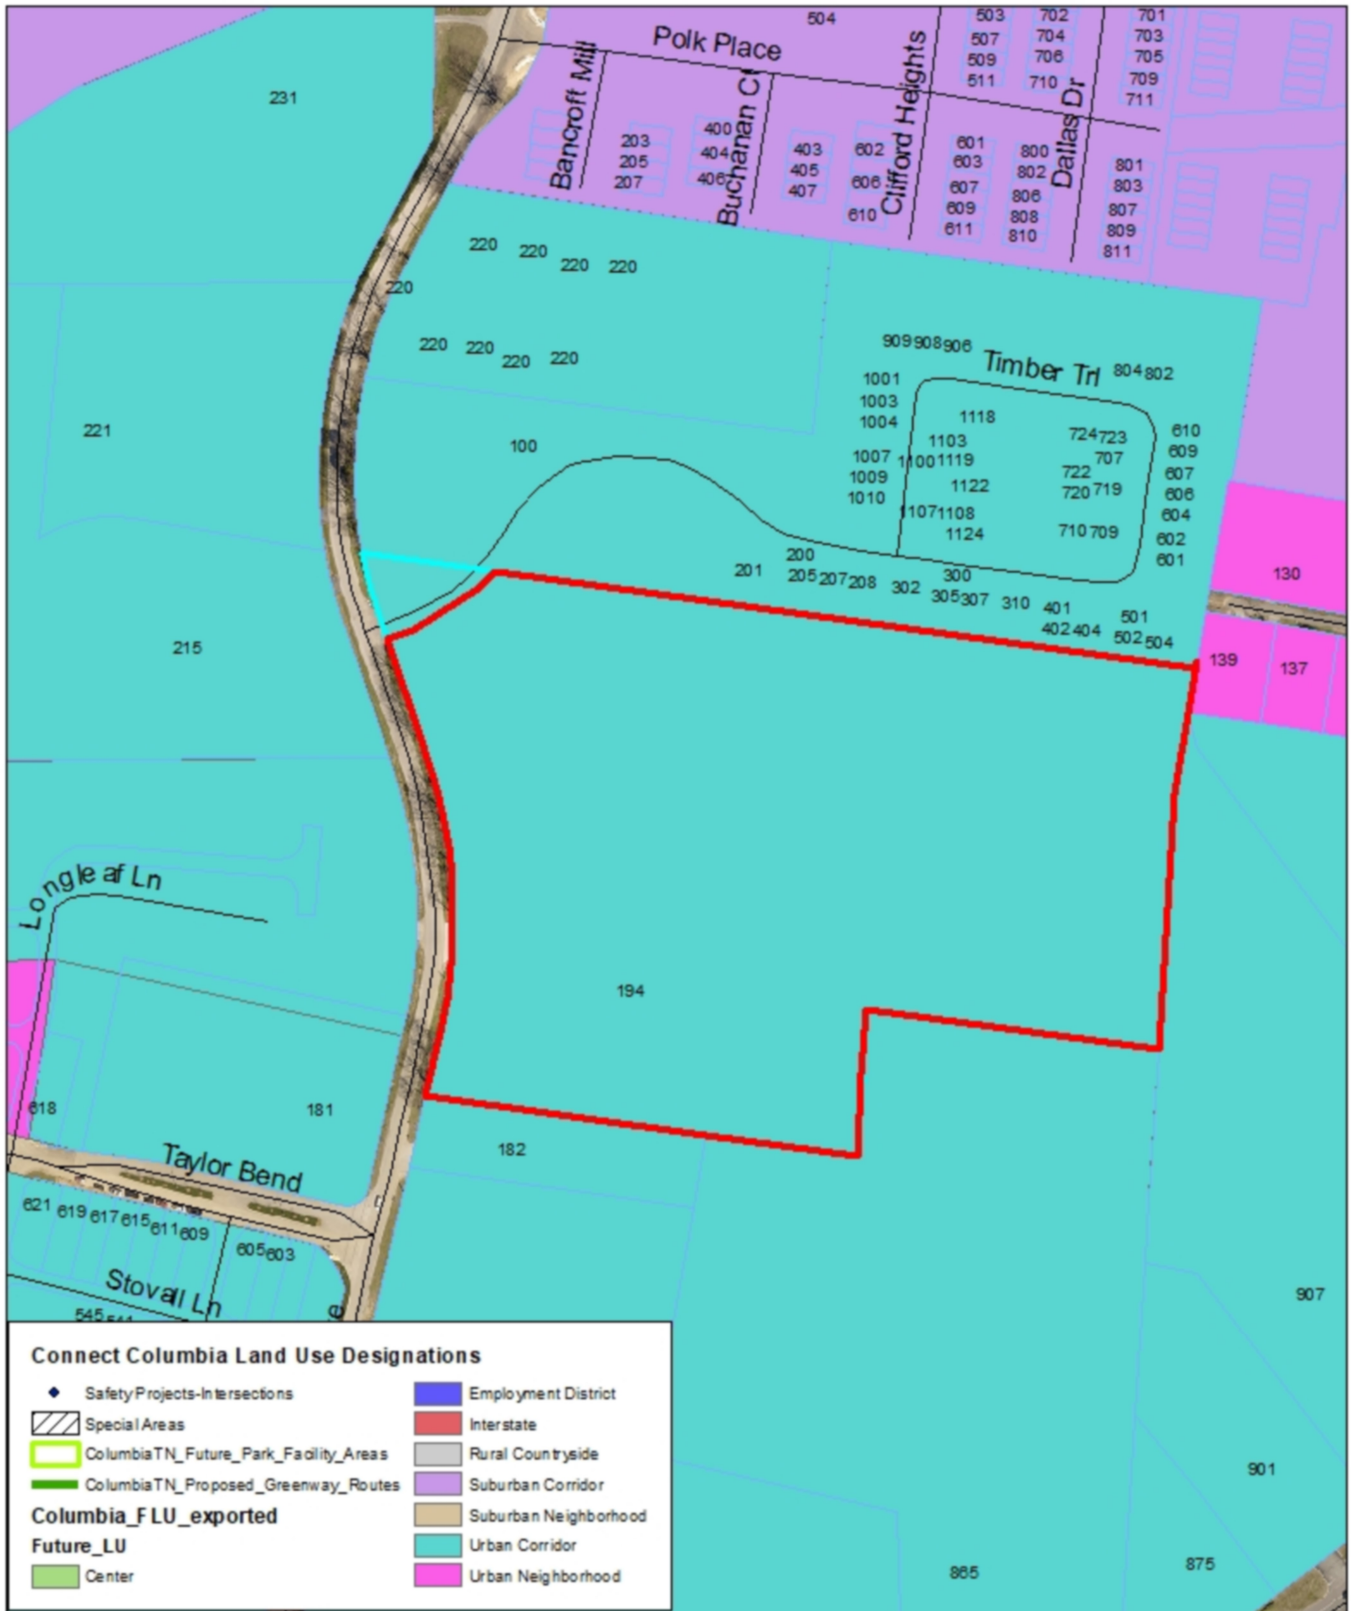 504
503
702
701
507
704
703
509
706
705
511
710
709
711
Polk Place
Bancroft Mill
Buchanan Ct
Clifford Heights
Dallas Dr
231
203
205
207
400
404
406
403
405
407
602
606
610
601
603
607
609
611
800
802
806
808
810
801
803
807
809
811
220 220 220 220
220
220 220 220 220
221
100
909 908 906
Timber Trl
804 802
1001
1003
1004
1007
1009
1010
1118
1103
1100 1119
1122
1107 1108
1124
724 723
707
722
720 719
710 709
610
609
607
606
604
602
601
130
200
201 205 207 208 302
300
305 307 310
401
402 404
501
502 504
139 137
215
Longleaf Ln
194
618
181
182
Taylor Bend
621 619 617 615 611 609 605 603
Stovall Ln
545
e
907
901
865
875
Connect Columbia Land Use Designations
Safety Projects-Intersections
Special Areas
ColumbiaTN_Future_Park_Facility_Areas
ColumbiaTN_Proposed_Greenway_Routes
Columbia_FLU_exported
Future_LU
Center
Employment District
Interstate
Rural Countryside
Suburban Corridor
Suburban Neighborhood
Urban Corridor
Urban Neighborhood